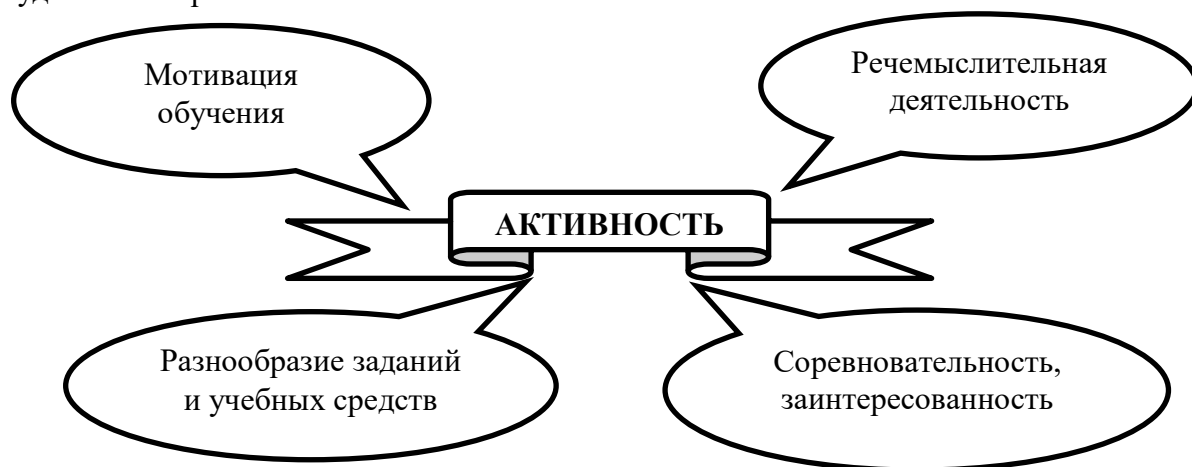 Мотивация
обучения
Речемыслительная
деятельность
АКТИВНОСТЬ
Разнообразие заданий
и учебных средств
Соревновательность,
заинтересованность